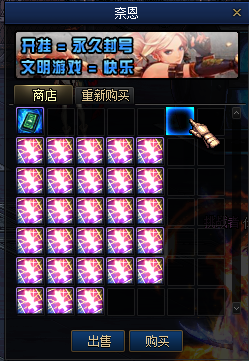 奈恩
开挂 = 永久封号
文明游戏 = 快乐
商店 重新购买
出售 购买